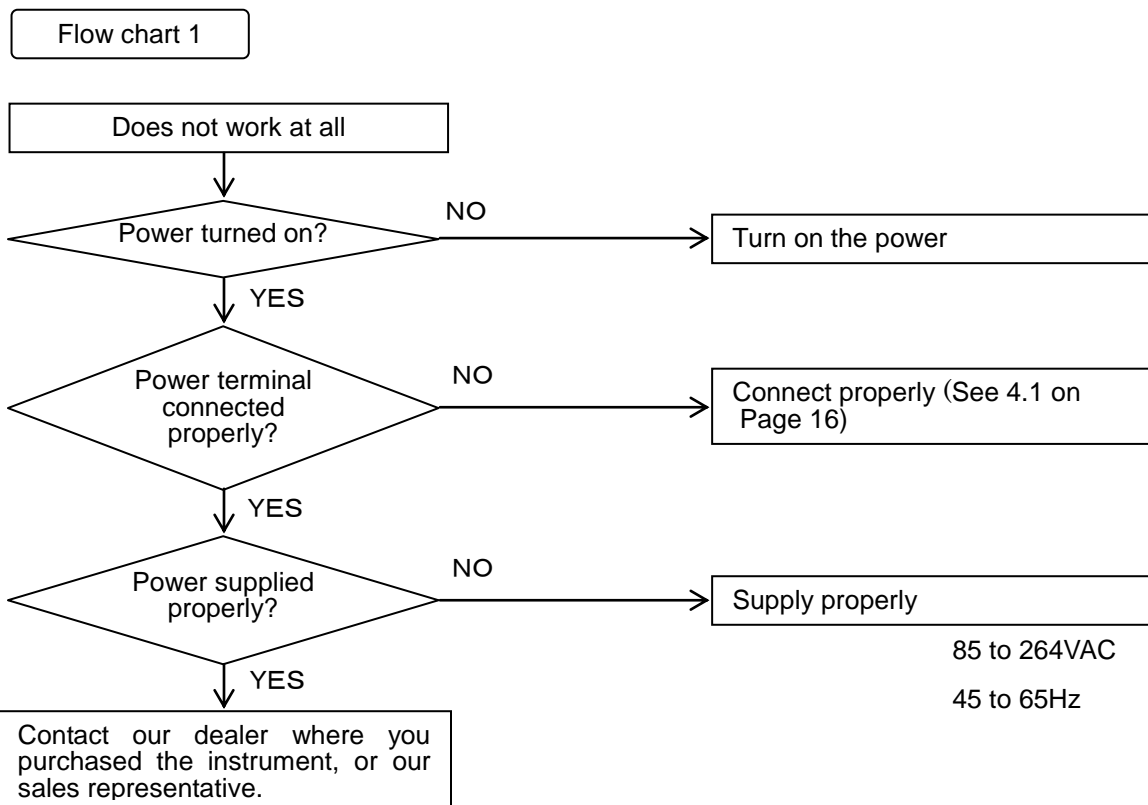 Flow chart 1
Does not work at all
Power turned on?
NO
Turn on the power
YES
Power terminal
connected
properly?
NO
Connect properly (See 4.1 on
Page 16)
YES
Power supplied
properly?
NO
Supply properly
85 to 264VAC
45 to 65Hz
YES
Contact our dealer where you
purchased the instrument, or our
sales representative.